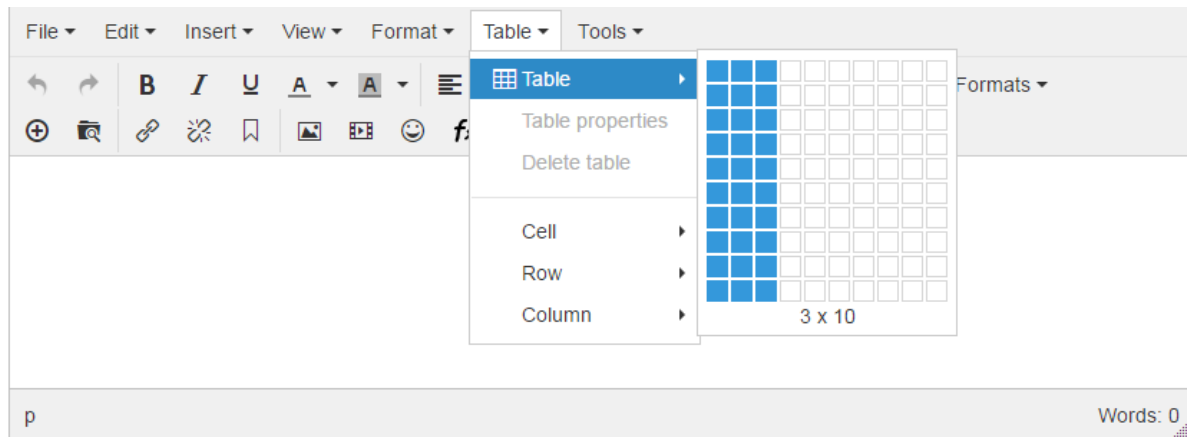 File Edit Insert View Format Table Tools
B I U A A Table Formats
Table properties
Delete table
Cell
Row
Column
3 x 10
p Words: 0